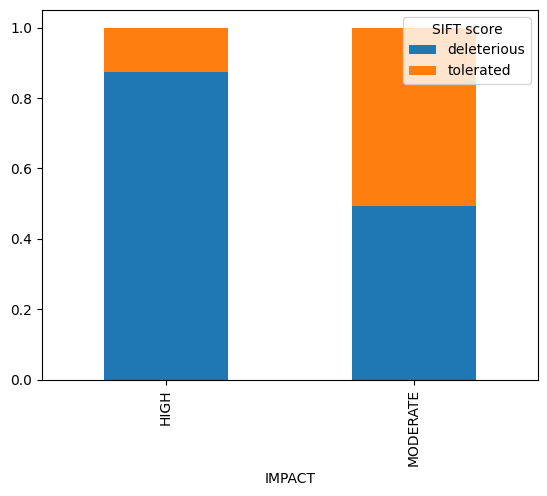 SIFT score
deleterious
tolerated
1.0
0.8
0.6
0.4
0.2
0.0
HIGH
MODERATE
IMPACT